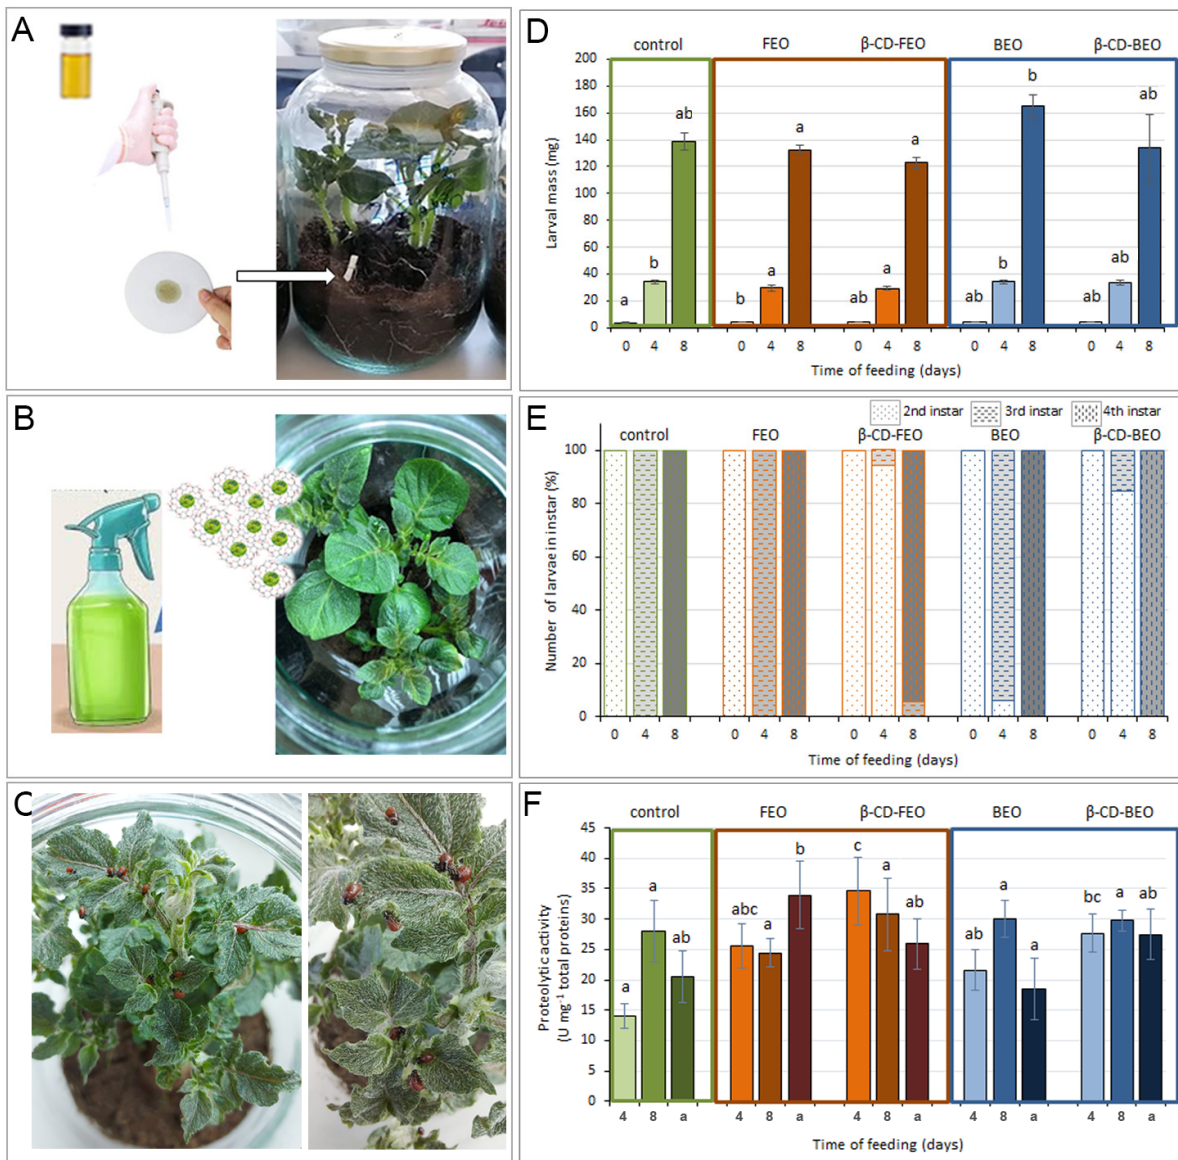 A
B
C
D
control FEO β-CD-FEO BEO β-CD-BEO
Larval mass (mg)
200
180
160
140
120
100
80
60
40
20
0
a b ab
b a a
ab a a
ab b b
ab ab ab
0 4 8 0 4 8 0 4 8 0 4 8 0 4 8
Time of feeding (days)
E
2nd instar 3rd instar 4th instar
control FEO β-CD-FEO BEO β-CD-BEO
Number of larvae in instar (%)
100
80
60
40
20
0
0 4 8 0 4 8 0 4 8 0 4 8 0 4 8
Time of feeding (days)
F
control FEO β-CD-FEO BEO β-CD-BEO
Proteolytic activity
(U mg⁻¹ total proteins)
45
40
35
30
25
20
15
10
5
0
a a ab
abc a b
c a ab
ab a a
bc a ab
4 8 a 4 8 a 4 8 a 4 8 a 4 8 a
Time of feeding (days)